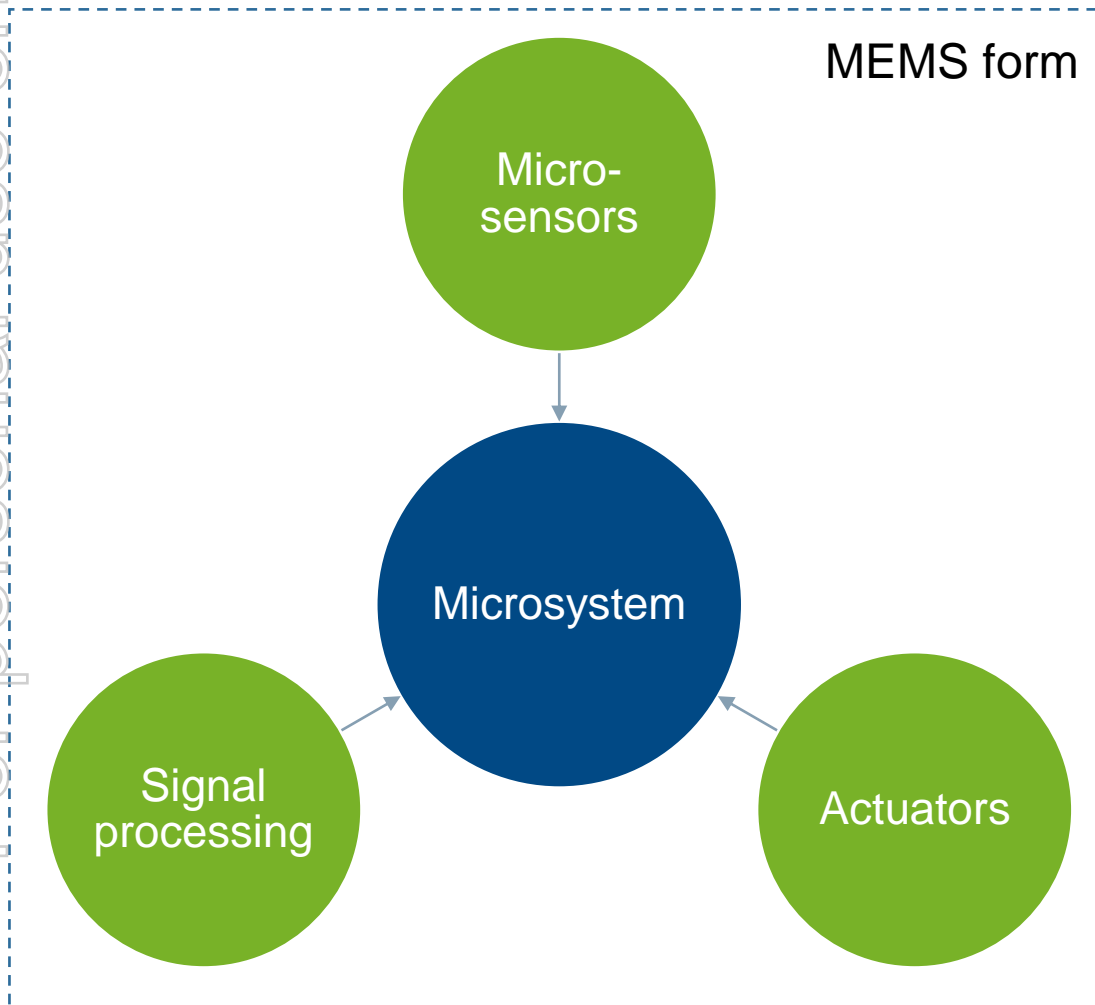 MEMS form
Micro-
sensors
Microsystem
Signal
processing
Actuators